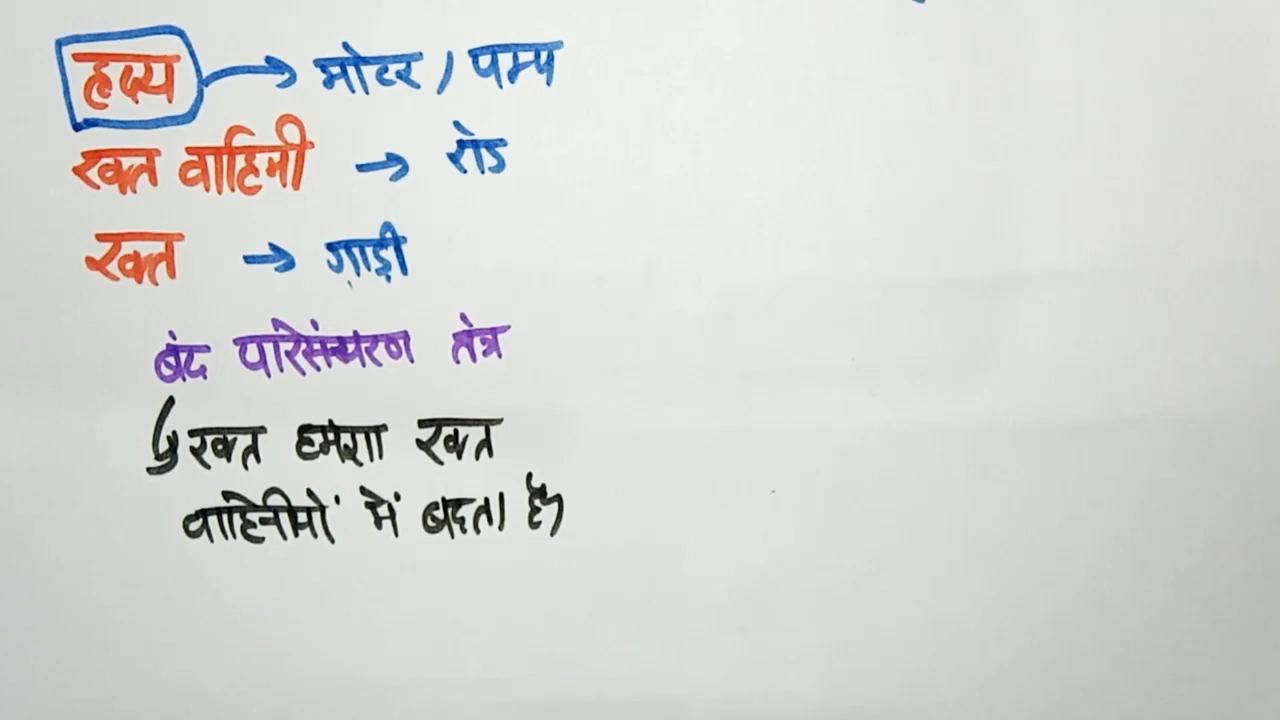 हृदय → मोटर / पम्प
रक्त वाहिनी → रोड
रक्त → गाड़ी
बंद परिसंचरण तंत्र
↳ रक्त हमेशा रक्त
वाहिनीयों में बहता है